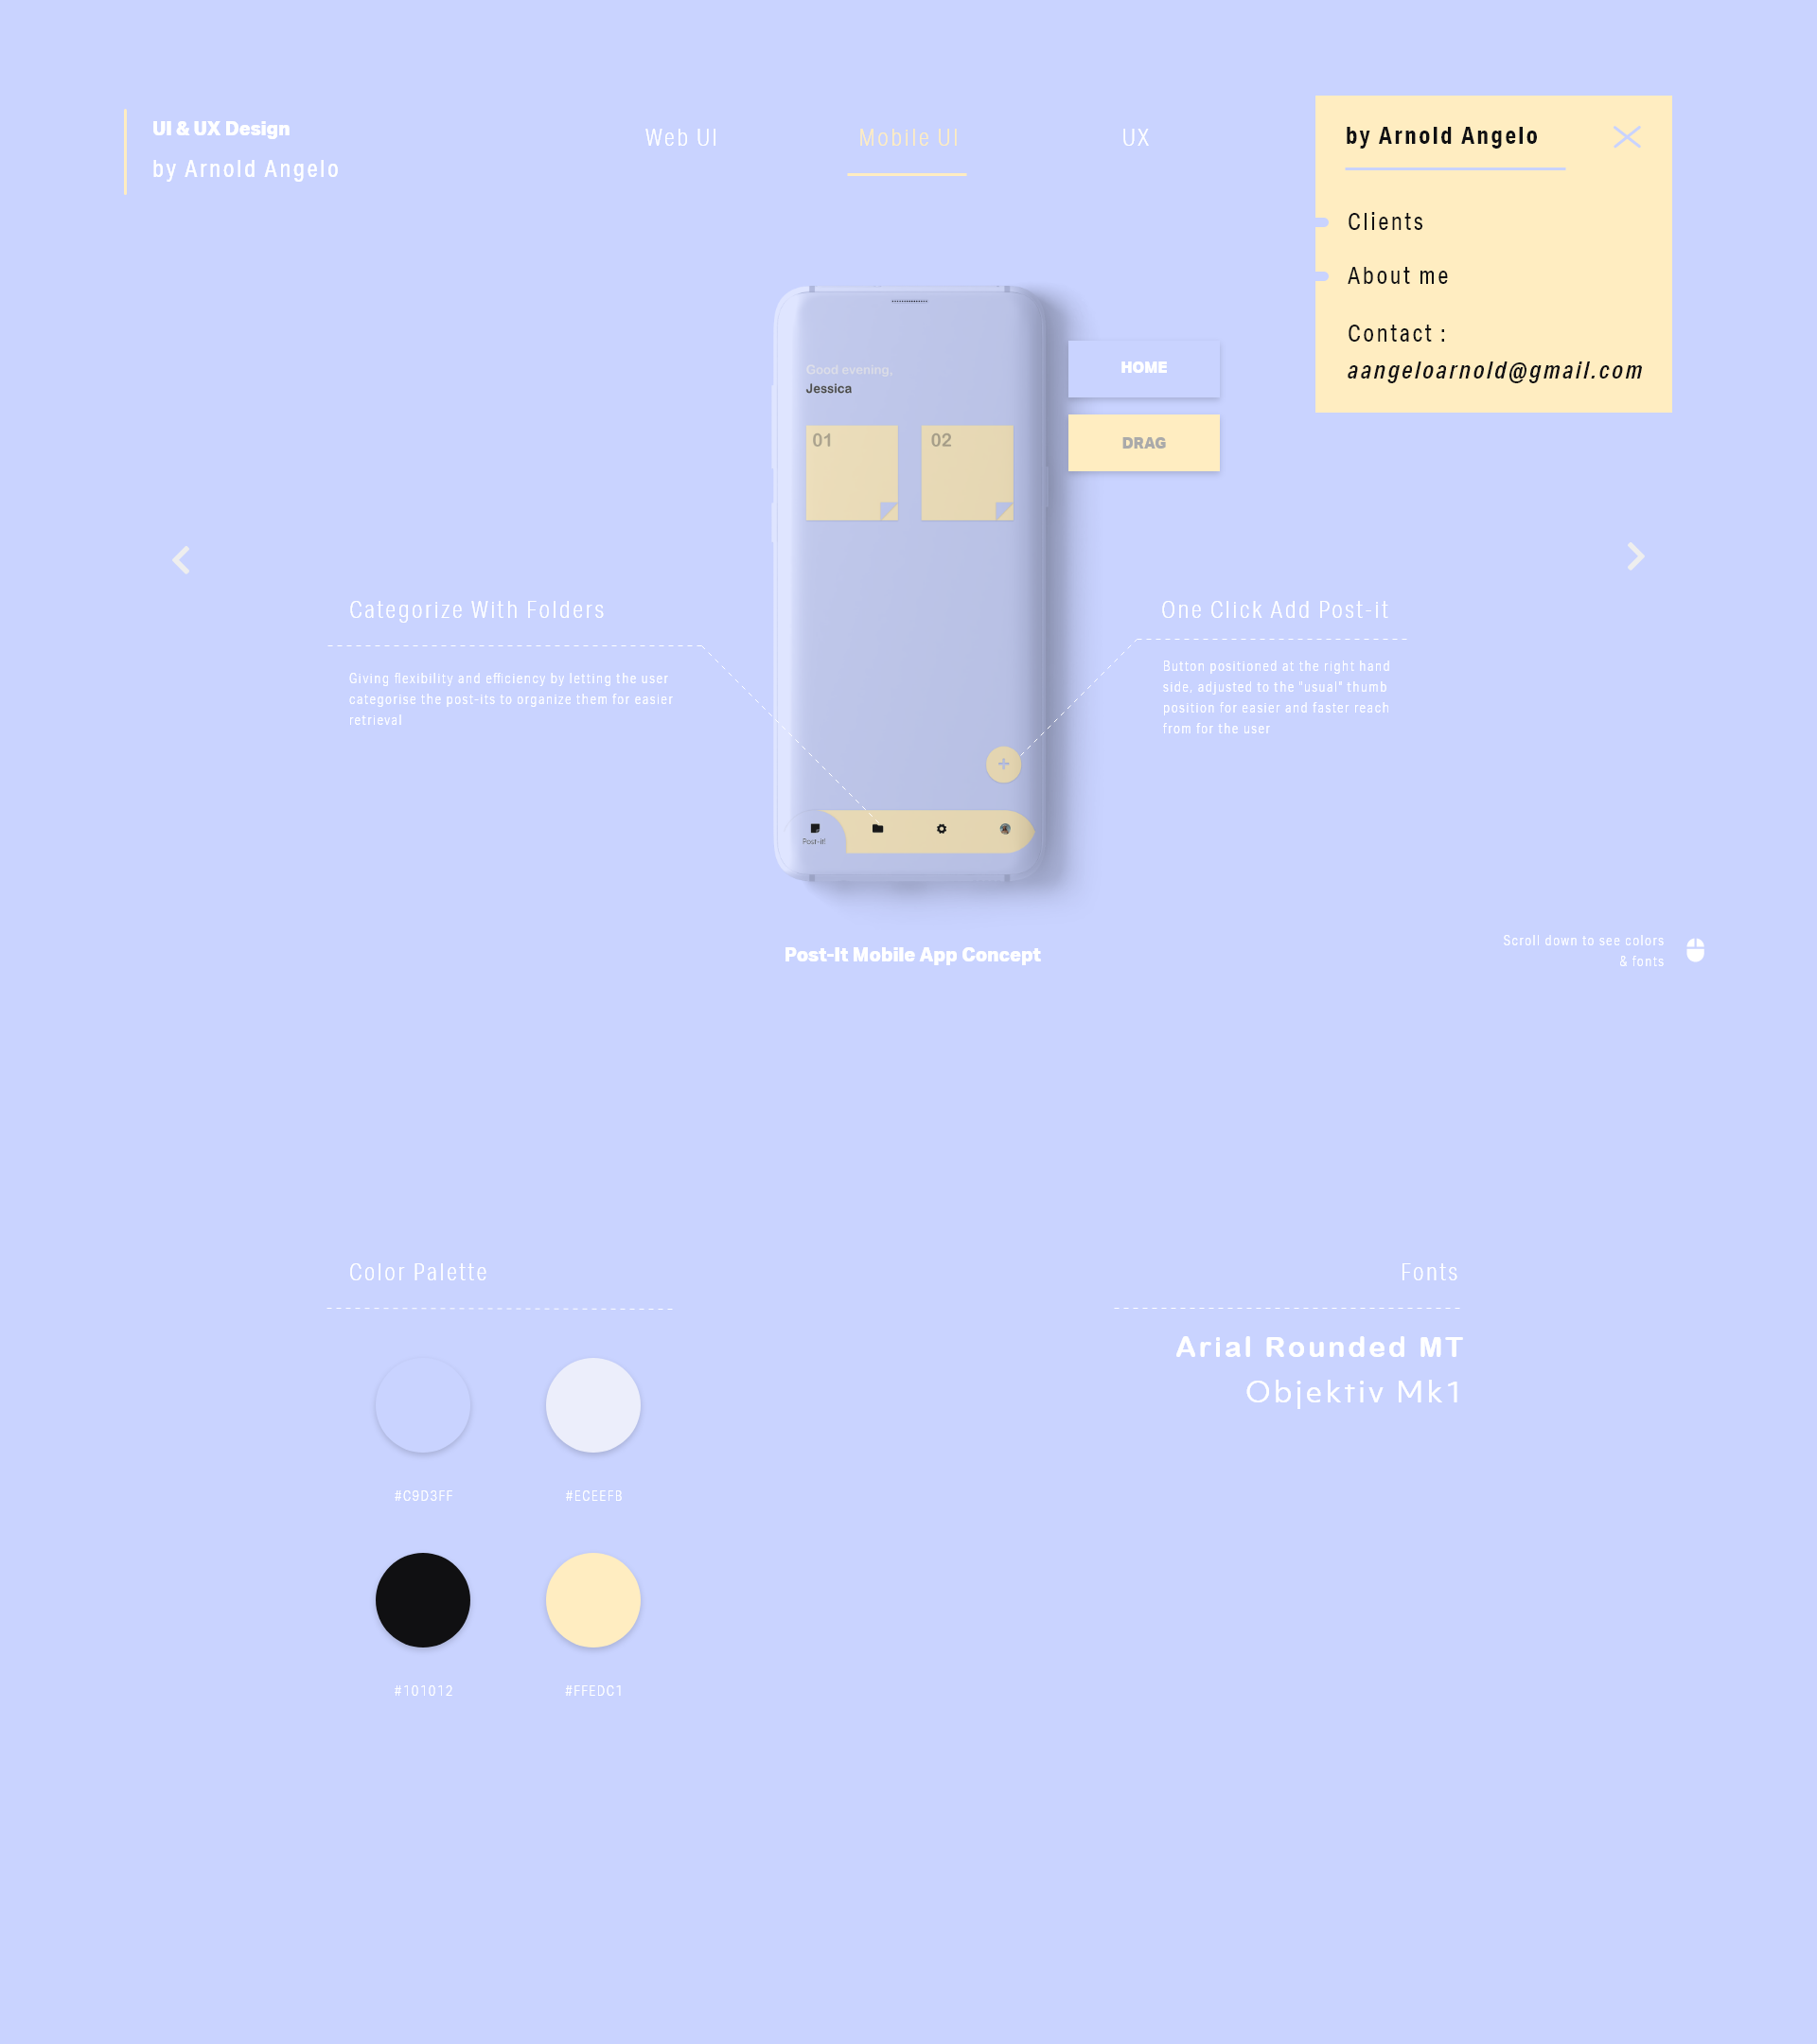 UI & UX Design
by Arnold Angelo
Web UI
Mobile UI
UX
by Arnold Angelo
Clients
About me
Contact :
aangeloarnold@gmail.com
Good evening,
Jessica
01
02
HOME
DRAG
Categorize With Folders
Giving flexibility and efficiency by letting the user
categorise the post-its to organize them for easier
retrieval
One Click Add Post-it
Button positioned at the right hand
side, adjusted to the "usual" thumb
position for easier and faster reach
from for the user
Post-it!
Post-It Mobile App Concept
Scroll down to see colors
& fonts
Color Palette
#C9D3FF
#ECEEFB
#101012
#FFEDC1
Fonts
Arial Rounded MT
Objektiv Mk1